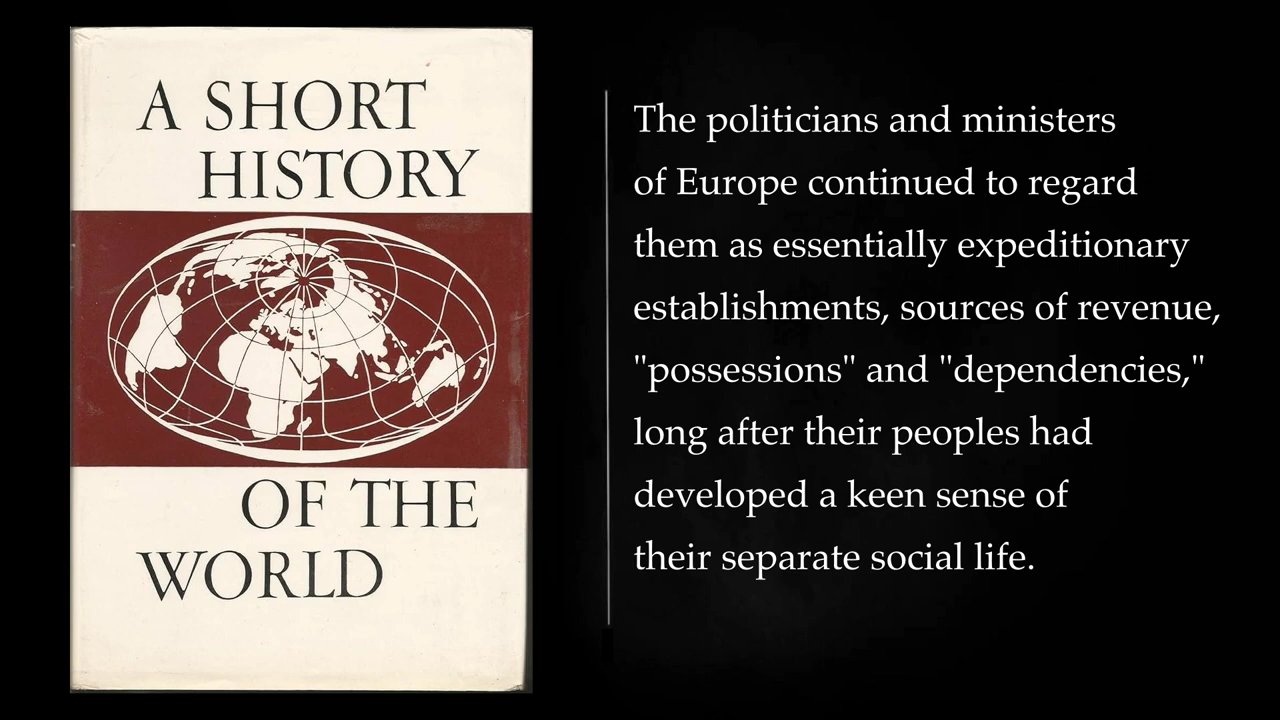 A SHORT
HISTORY
OF THE
WORLD
The politicians and ministers
of Europe continued to regard
them as essentially expeditionary
establishments, sources of revenue,
"possessions" and "dependencies,"
long after their peoples had
developed a keen sense of
their separate social life.